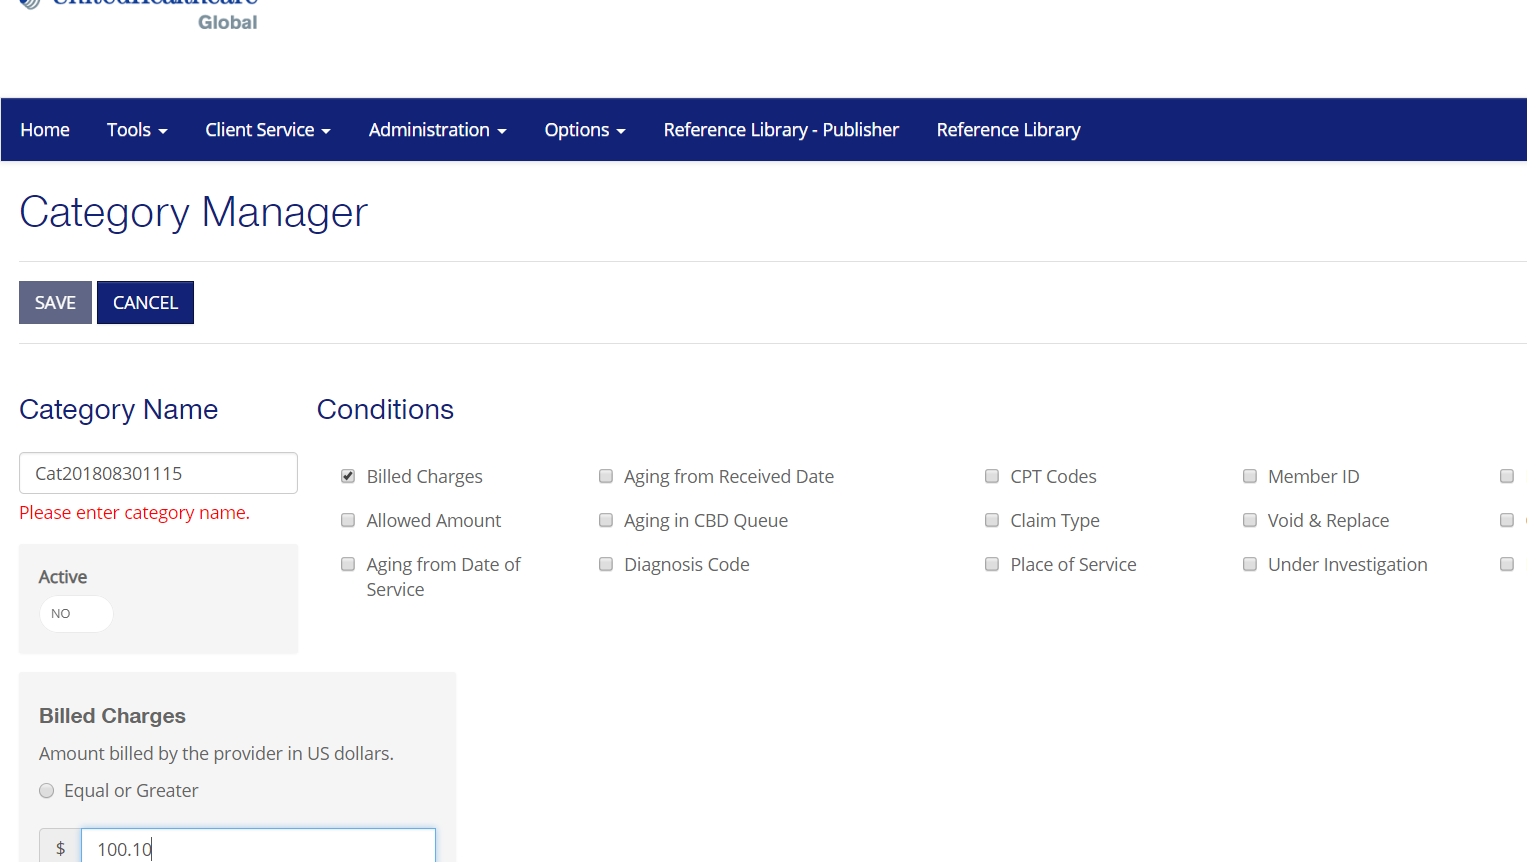 UnitedHealthcare
Global
Home Tools Client Service Administration Options Reference Library - Publisher Reference Library
Category Manager
SAVE CANCEL
Category Name Conditions
Cat201808301115
Please enter category name.
Billed Charges Aging from Received Date CPT Codes Member ID
Allowed Amount Aging in CBD Queue Claim Type Void & Replace
Aging from Date of Service Diagnosis Code Place of Service Under Investigation
Active
NO
Billed Charges
Amount billed by the provider in US dollars.
Equal or Greater
$ 100.10